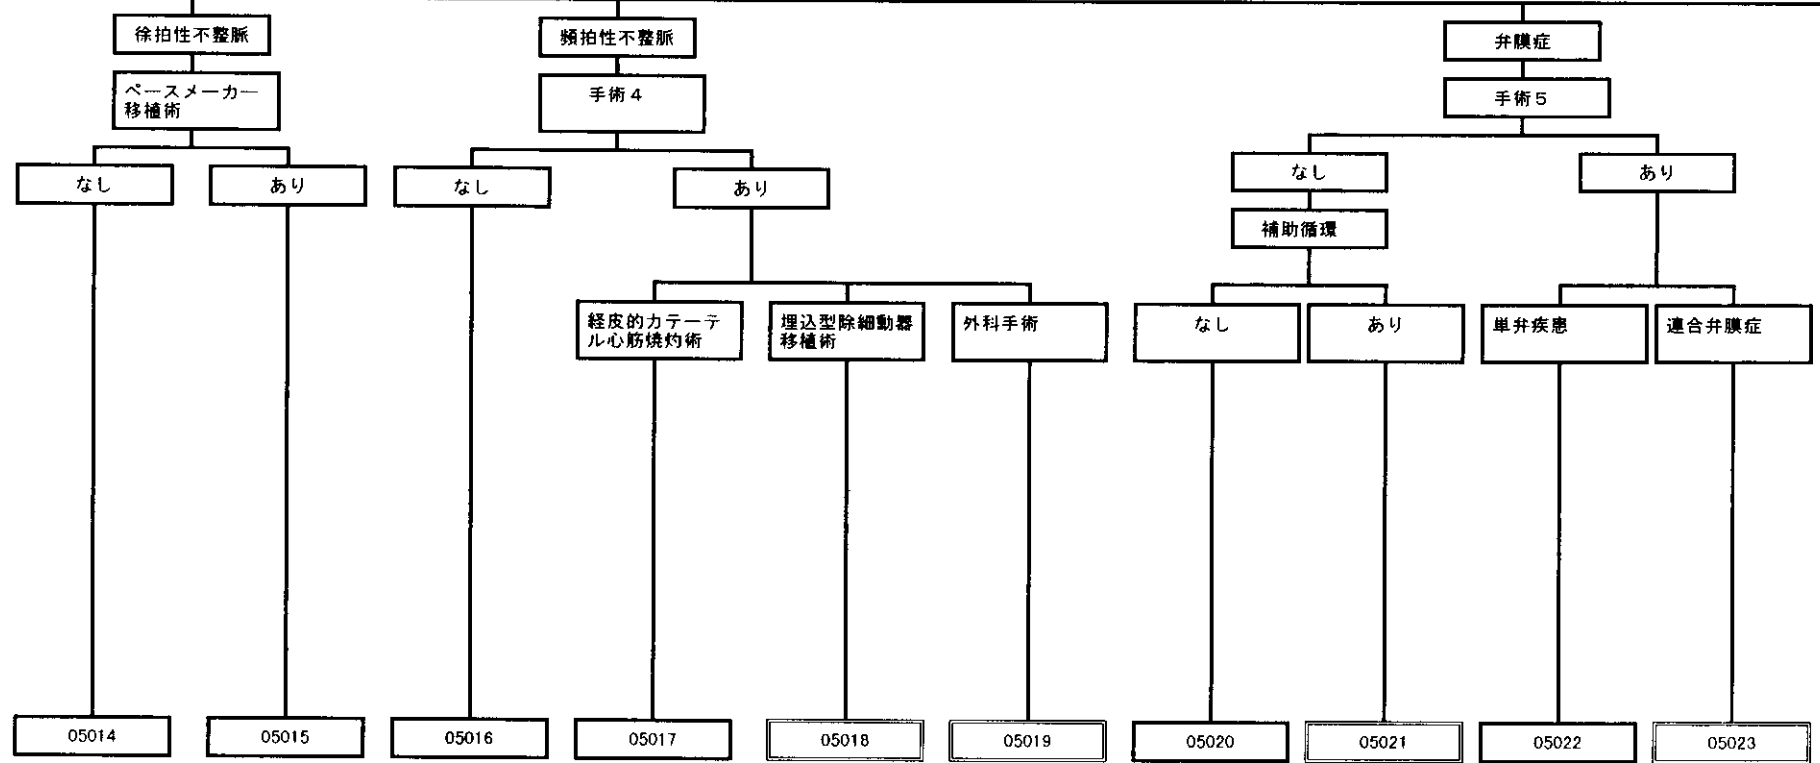 徐拍性不整脈
頻拍性不整脈
弁膜症
ペースメーカー
移植術
手術４
手術５
なし
あり
なし
あり
なし
あり
補助循環
経皮的カテーテ
ル心筋焼灼術
埋込型除細動器
移植術
外科手術
なし
あり
単弁疾患
連合弁膜症
05014
05015
05016
05017
05018
05019
05020
05021
05022
05023